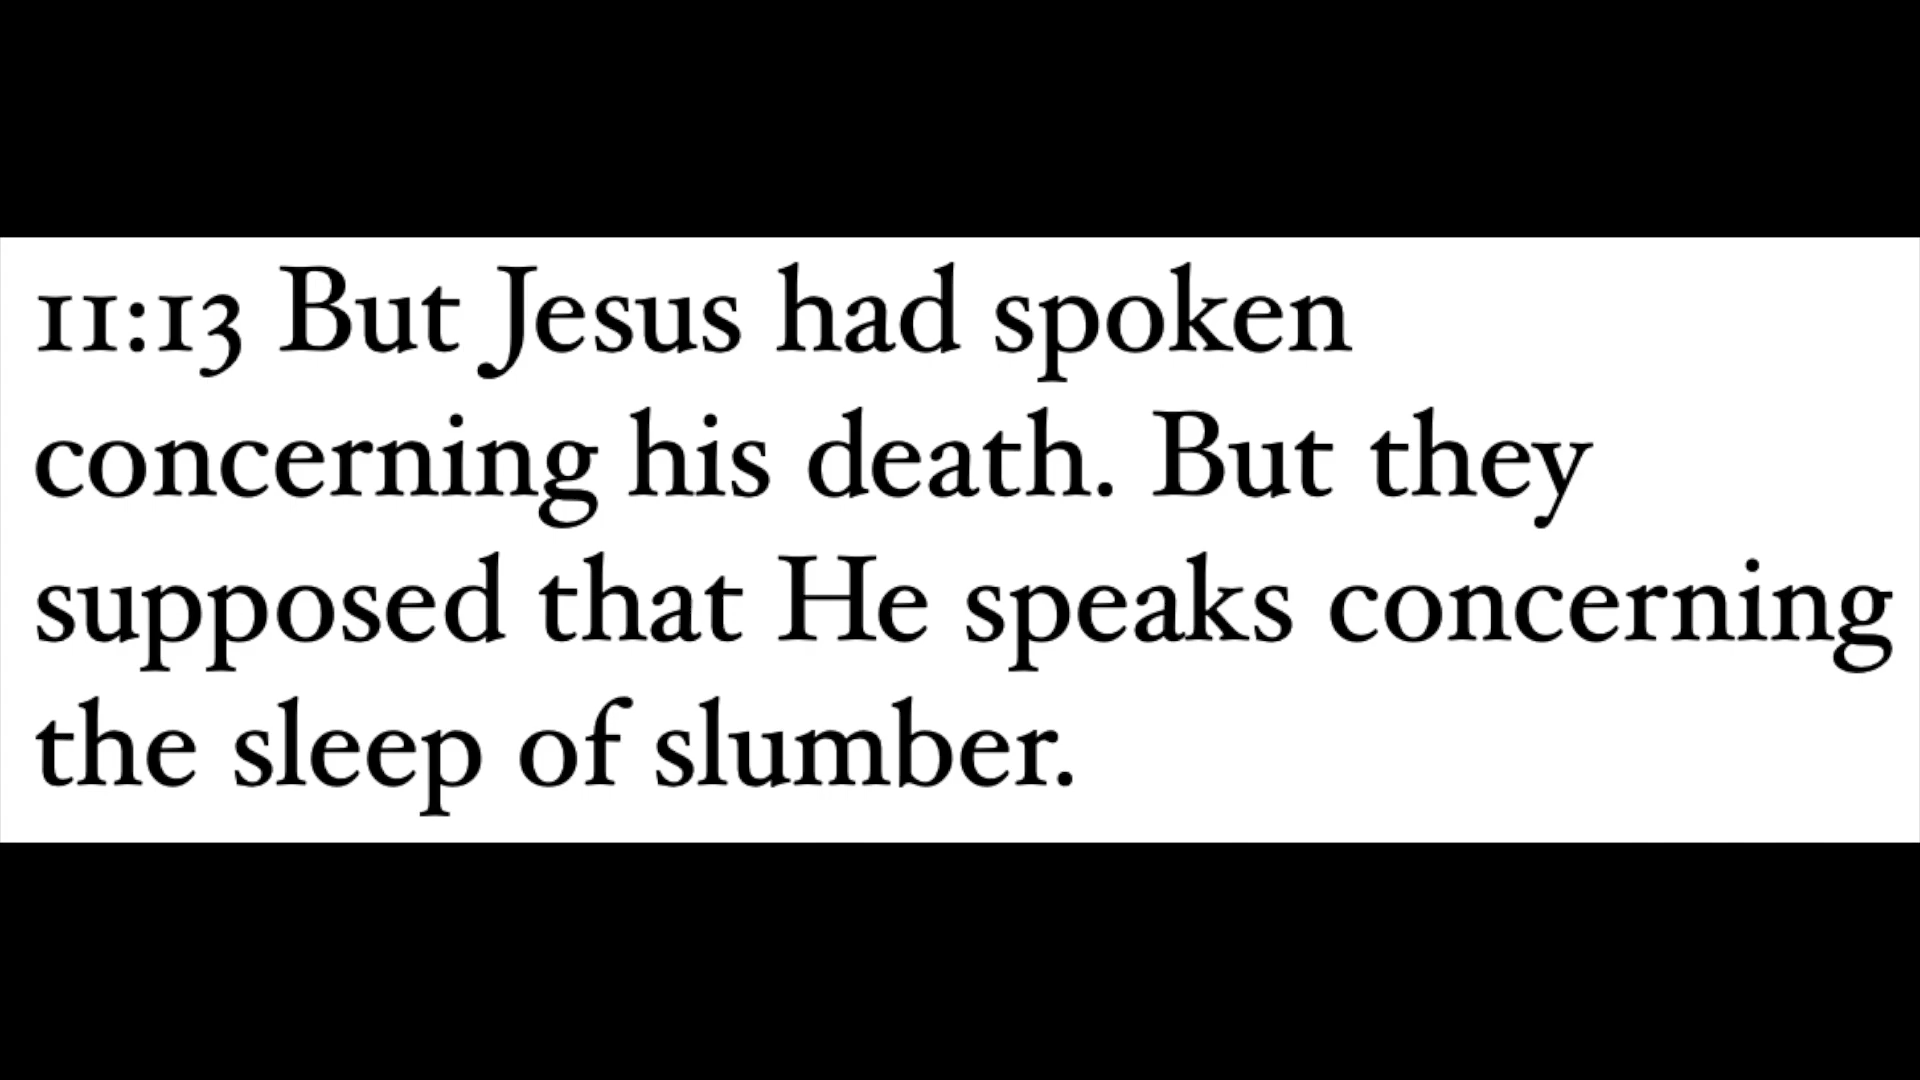 11:13 But Jesus had spoken
concerning his death. But they
supposed that He speaks concerning
the sleep of slumber.